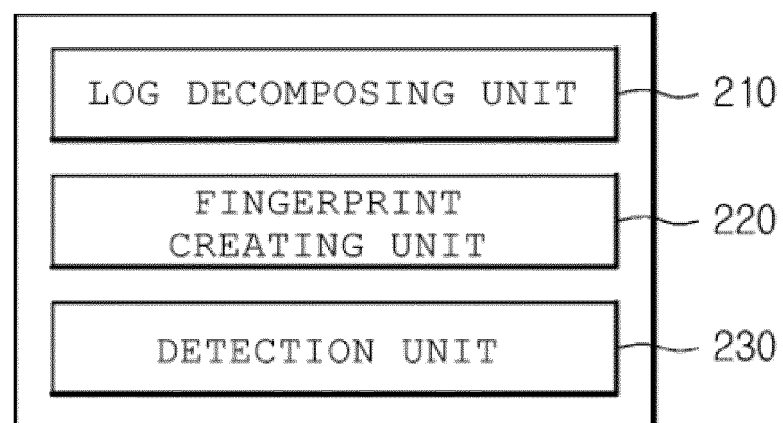 LOG DECOMPOSING UNIT 210
FINGERPRINT
CREATING UNIT 220
DETECTION UNIT 230